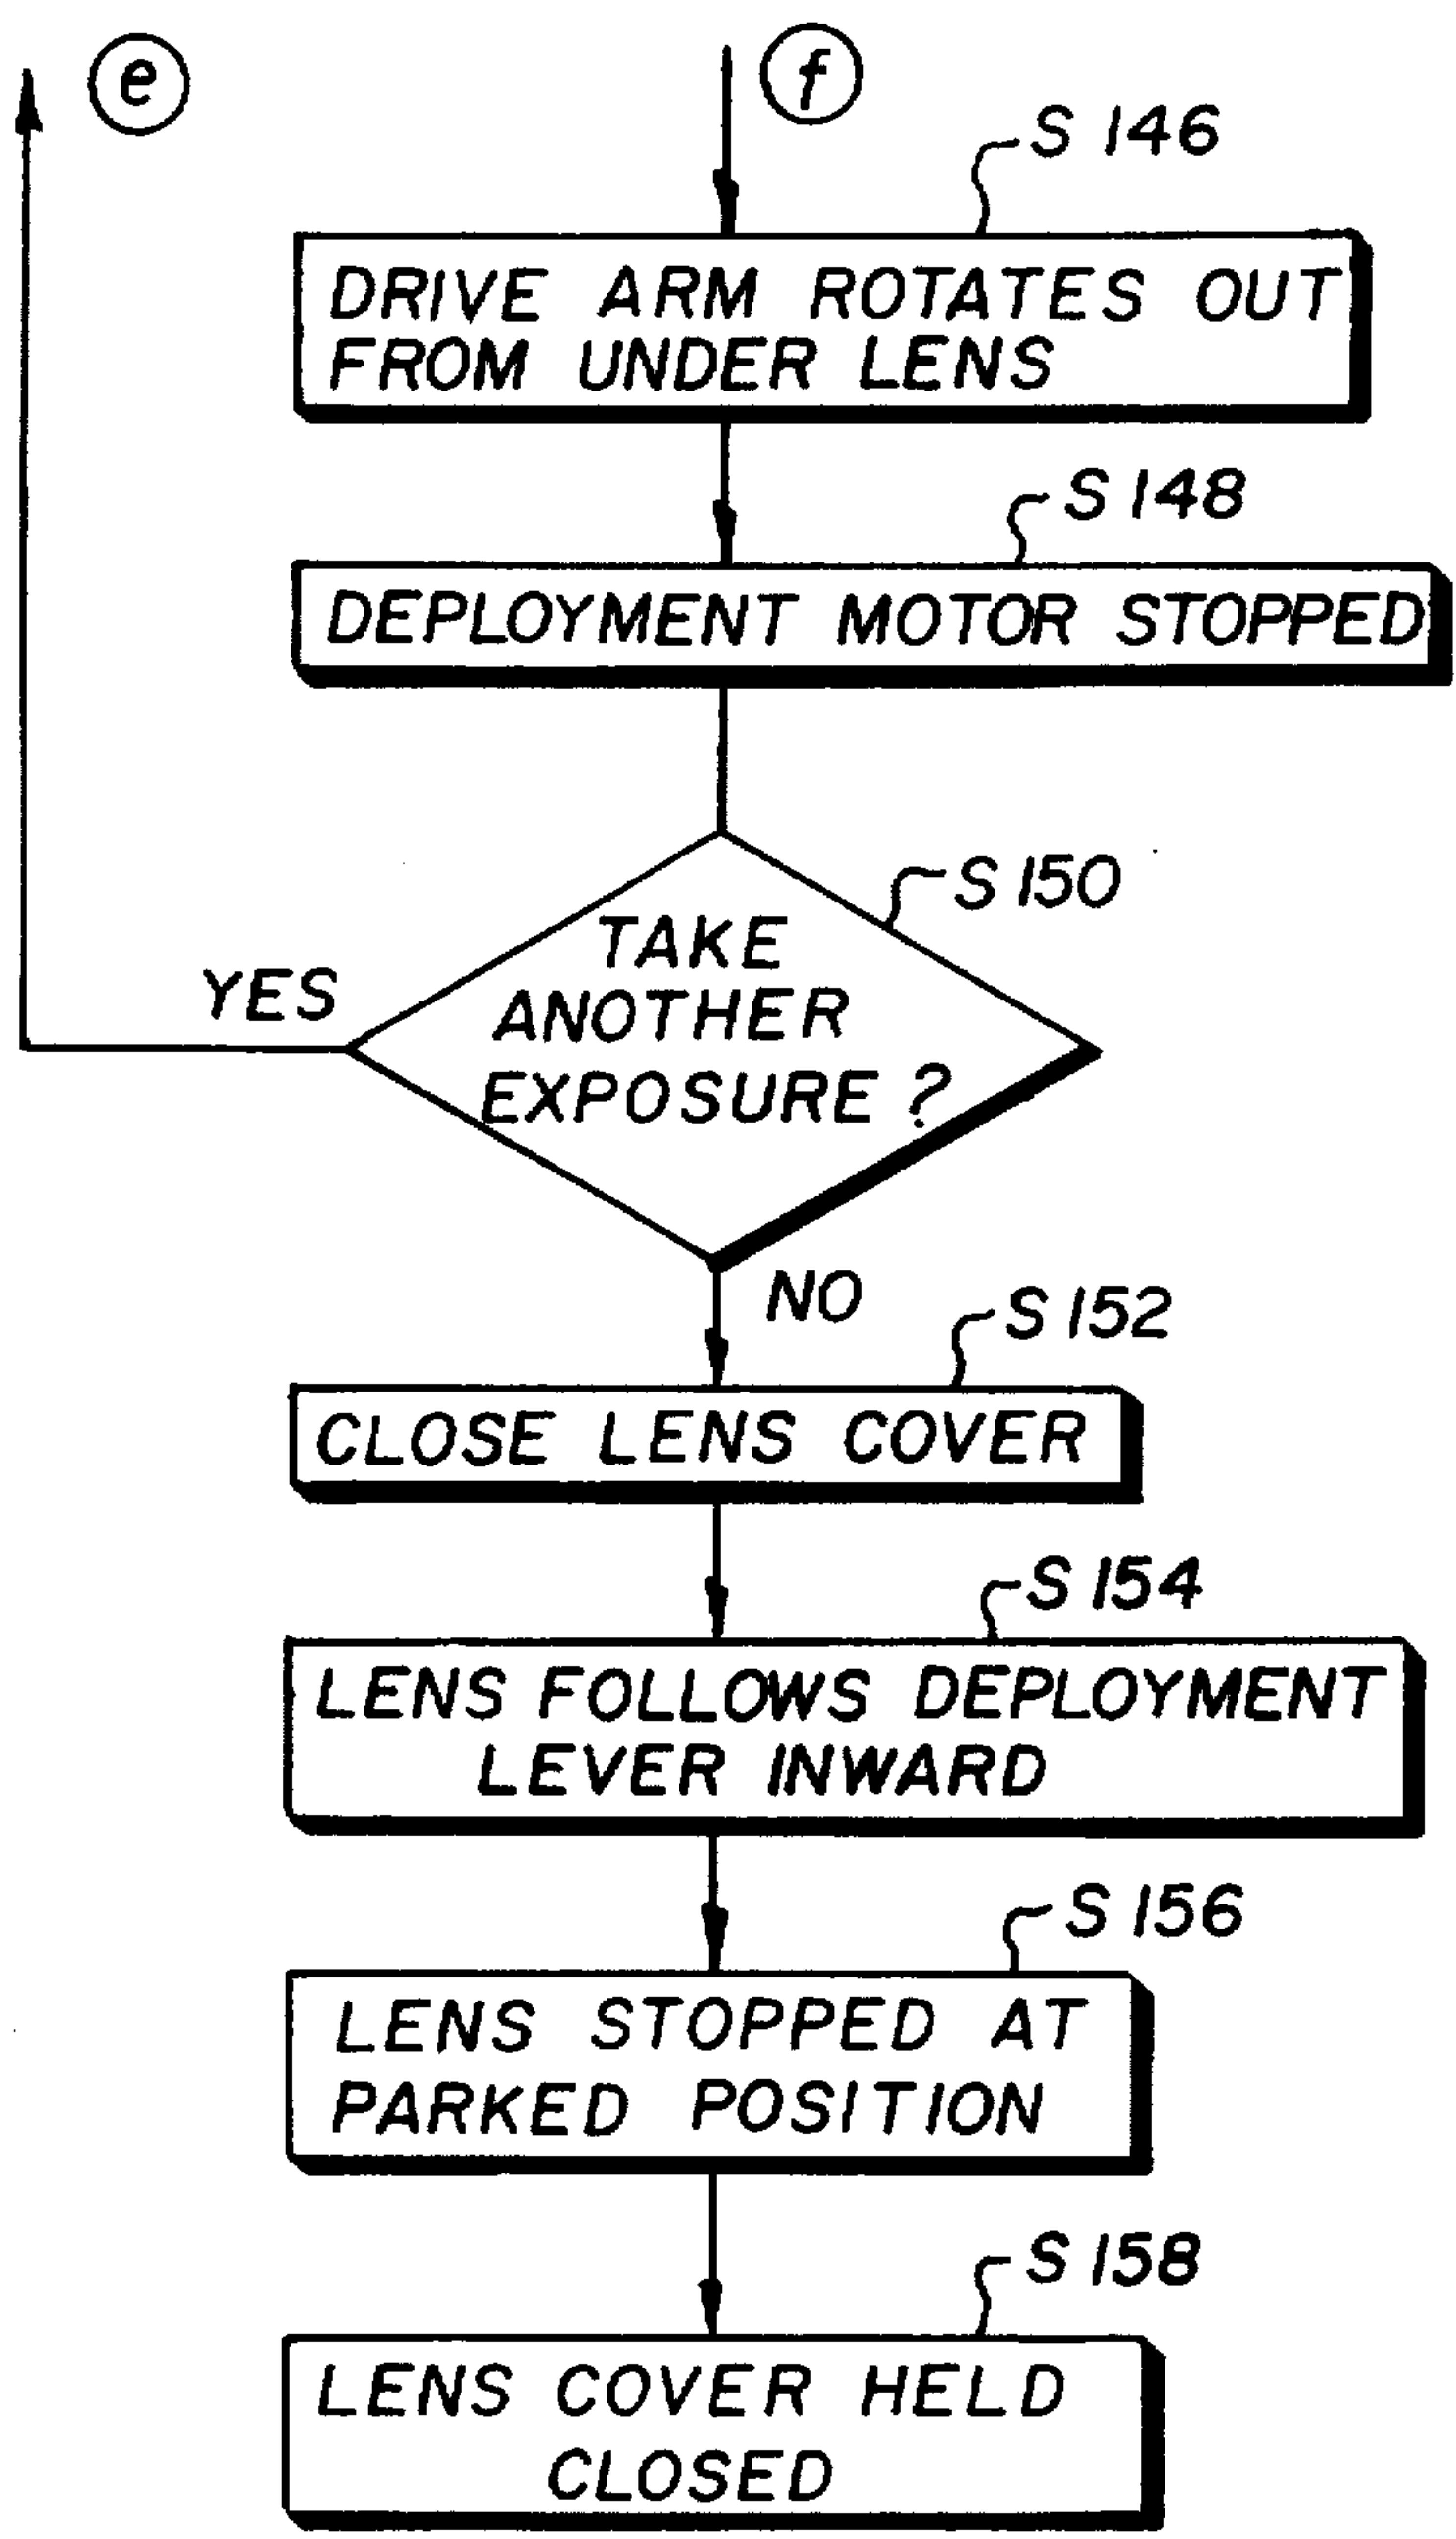 e
f
S 146
DRIVE ARM ROTATES OUT
FROM UNDER LENS
S 148
DEPLOYMENT MOTOR STOPPED
S 150
TAKE
ANOTHER
EXPOSURE ?
YES
NO
S 152
CLOSE LENS COVER
S 154
LENS FOLLOWS DEPLOYMENT
LEVER INWARD
S 156
LENS STOPPED AT
PARKED POSITION
S 158
LENS COVER HELD
CLOSED